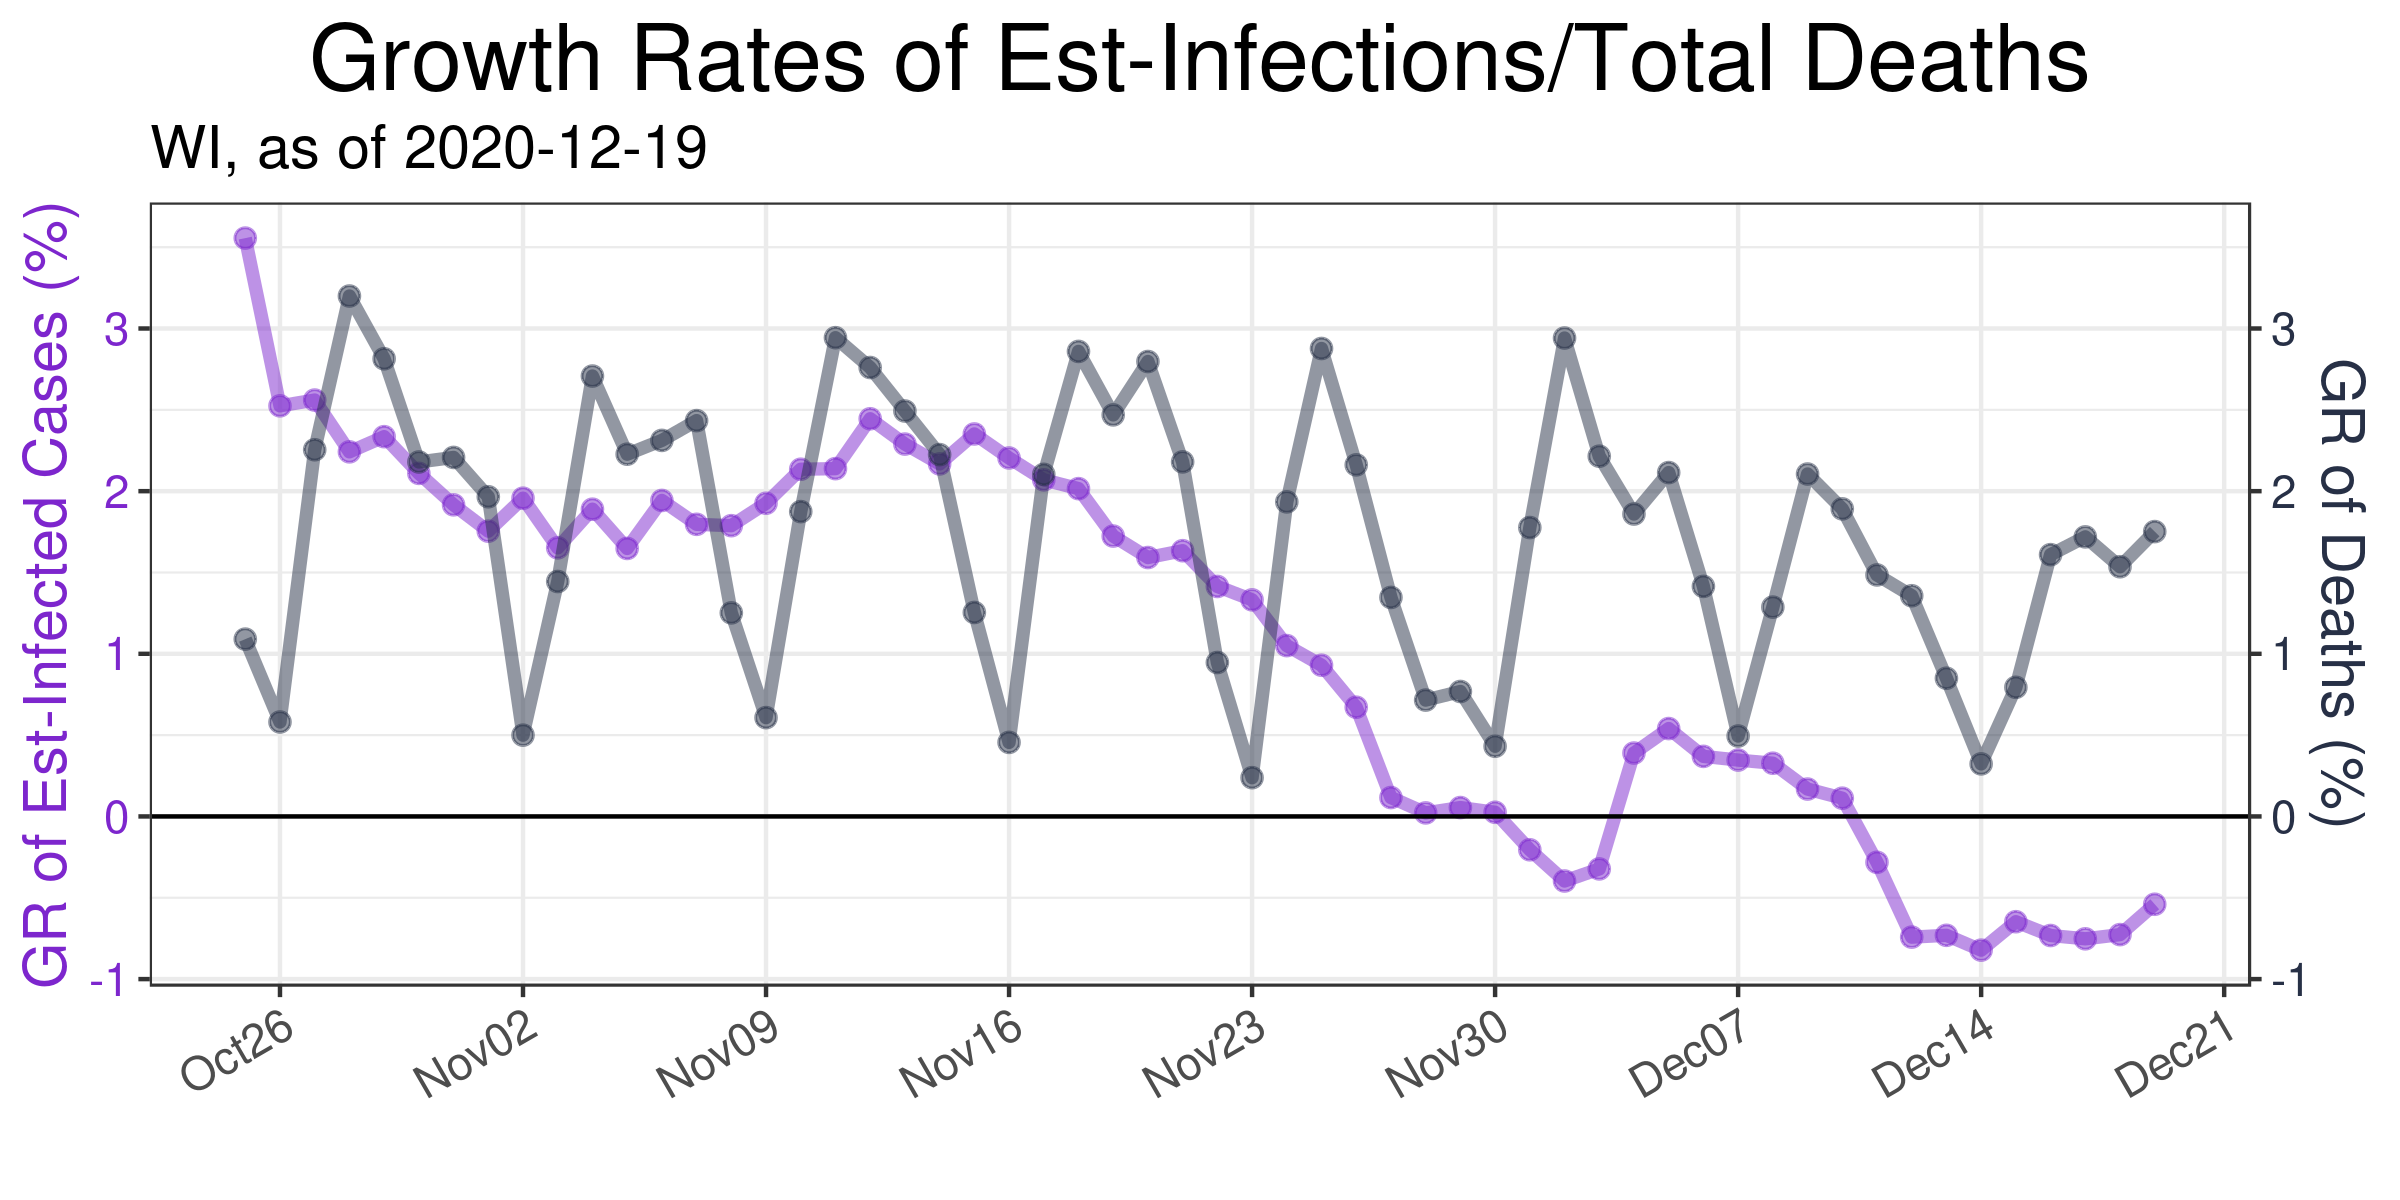 Growth Rates of Est-Infections/Total Deaths
WI, as of 2020-12-19
GR of Est-Infected Cases (%)
3
2
1
0
-1
3
2
1
0
-1
GR of Deaths (%)
Oct26
Nov02
Nov09
Nov16
Nov23
Nov30
Dec07
Dec14
Dec21